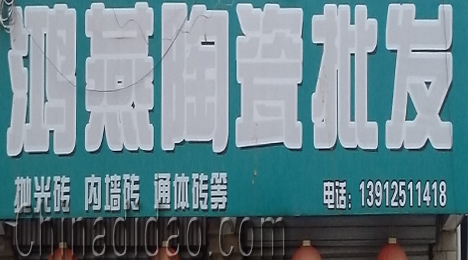 鸿燕陶瓷批发
抛光砖 内墙砖 通体砖等 电话:13912511418
Chinadidao.com